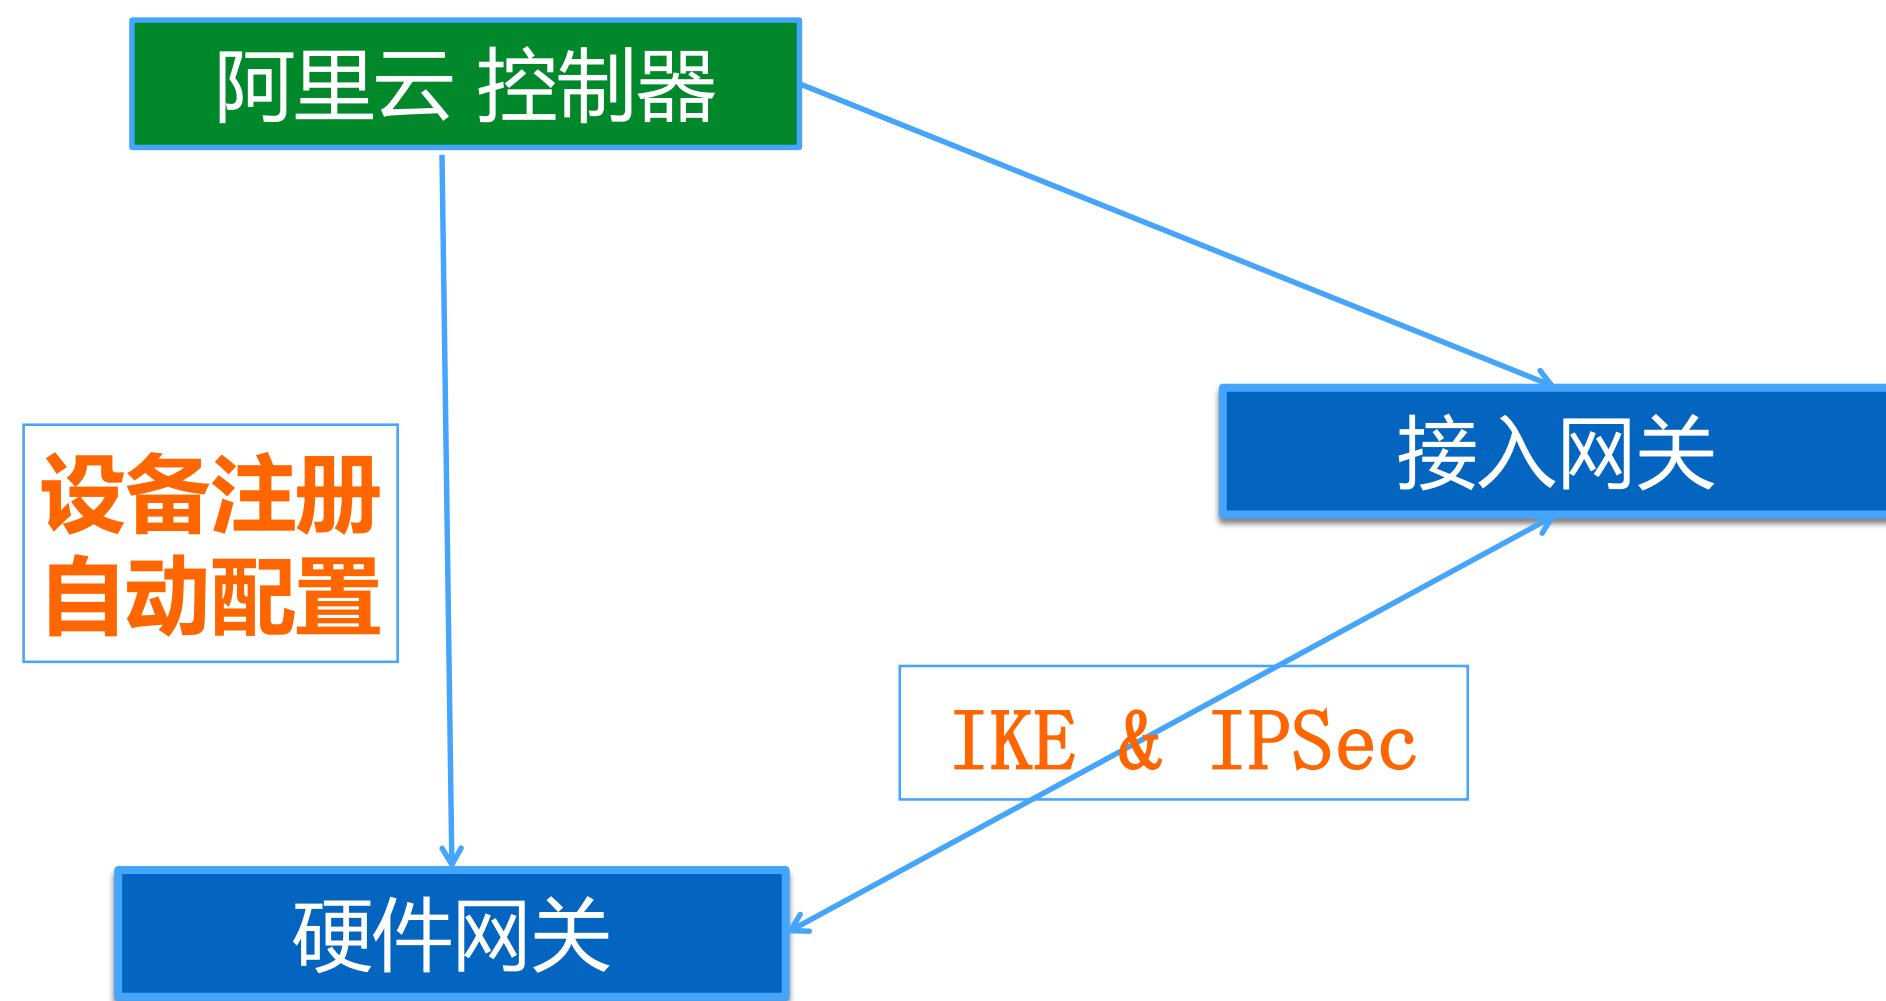 阿里云 控制器
接入网关
设备注册
自动配置
IKE & IPSec
硬件网关